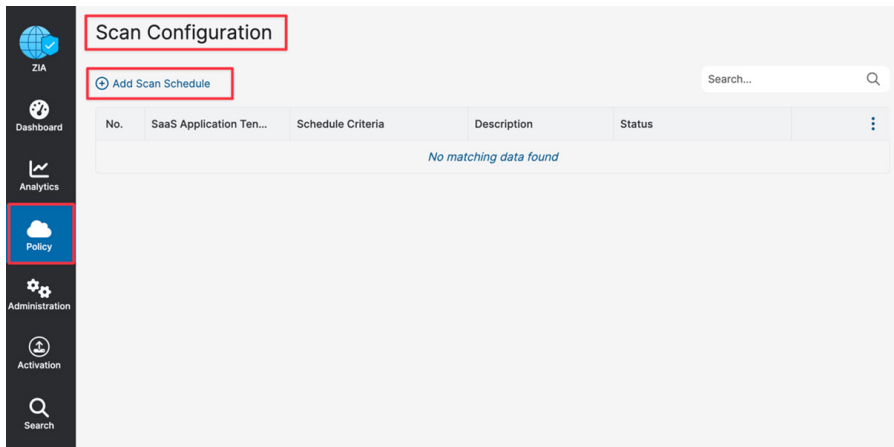 ZIA
Dashboard
Analytics
Policy
Administration
Activation
Search
Scan Configuration
Add Scan Schedule
Search...
No. SaaS Application Ten... Schedule Criteria Description Status
No matching data found